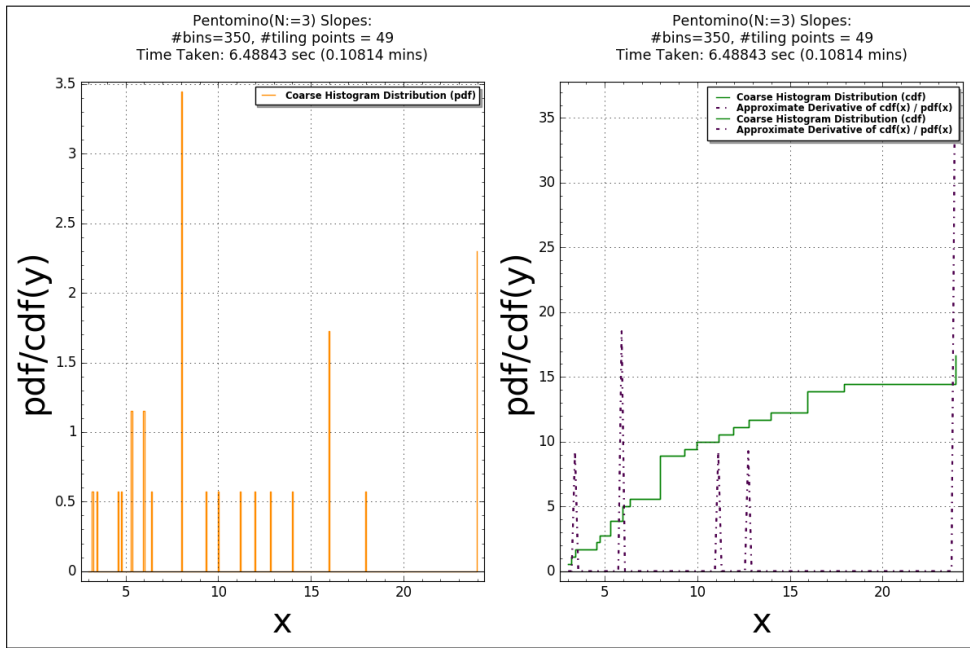 Pentomino(N:=3) Slopes:
#bins=350, #tiling points = 49
Time Taken: 6.48843 sec (0.10814 mins)
3.5
3
2.5
2
1.5
1
0.5
0
5
10
15
20
Coarse Histogram Distribution (pdf)
pdf/cdf(y)
x
Pentomino(N:=3) Slopes:
#bins=350, #tiling points = 49
Time Taken: 6.48843 sec (0.10814 mins)
35
30
25
20
15
10
5
0
5
10
15
20
Coarse Histogram Distribution (cdf)
Approximate Derivative of cdf(x) / pdf(x)
Coarse Histogram Distribution (cdf)
Approximate Derivative of cdf(x) / pdf(x)
pdf/cdf(y)
x